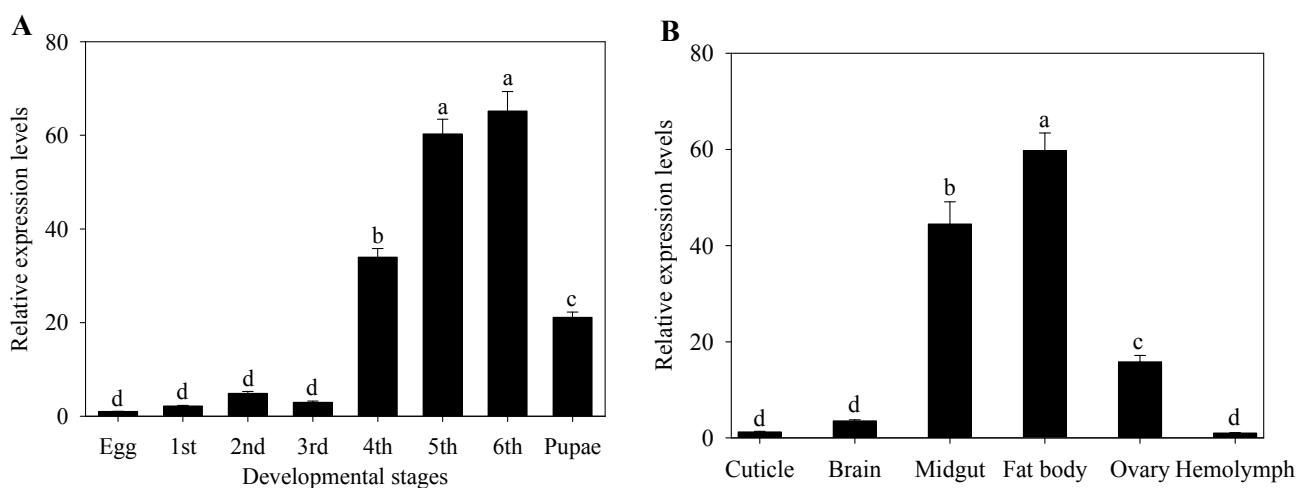 A
Relative expression levels
80
60
40
20
0
d
d
d
d
b
a
a
c
Egg 1st 2nd 3rd 4th 5th 6th Pupae
Developmental stages
B
Relative expression levels
80
60
40
20
0
d
d
b
a
c
d
Cuticle Brain Midgut Fat body Ovary Hemolymph